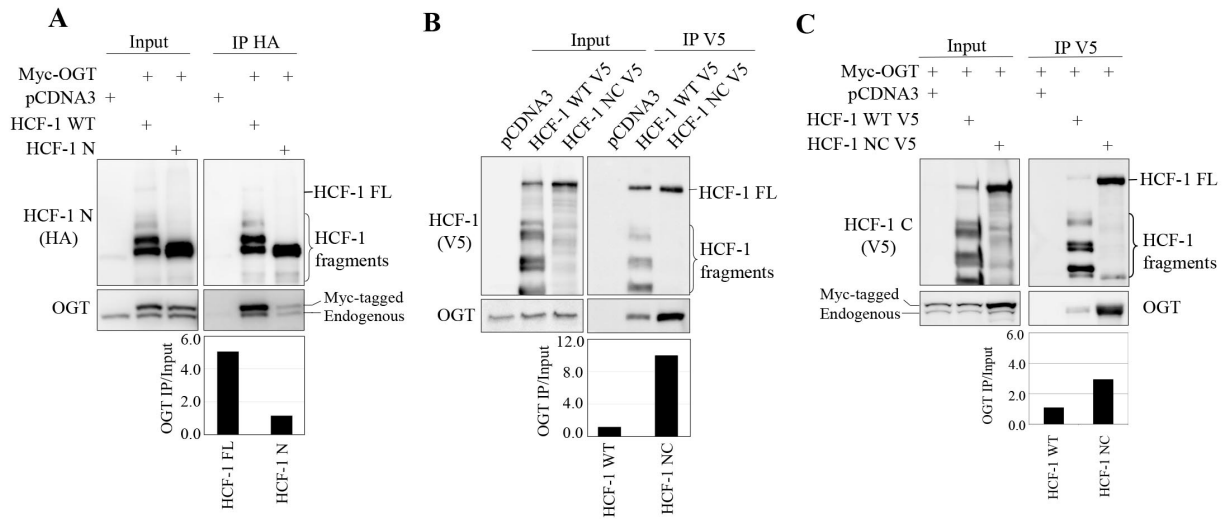 A
Input
IP HA
Myc-OGT + + + +
pCDNA3 + +
HCF-1 WT + +
HCF-1 N + +
HCF-1 N
(HA)
HCF-1 FL
HCF-1
fragments
OGT
Myc-tagged
Endogenous
OGT IP/Input
6.0
4.0
2.0
0.0
HCF-1 FL
HCF-1 N
B
Input
IP V5
pCDNA3
HCF-1 WT V5
HCF-1 NC V5
pCDNA3
HCF-1 WT V5
HCF-1 NC V5
HCF-1
(V5)
HCF-1 FL
HCF-1
fragments
OGT
OGT IP/Input
12.0
8.0
4.0
0.0
HCF-1 WT
HCF-1 NC
C
Input
IP V5
Myc-OGT + + + + + +
pCDNA3 + +
HCF-1 WT V5 + +
HCF-1 NC V5 + +
HCF-1 C
(V5)
HCF-1 FL
HCF-1
fragments
Myc-tagged
Endogenous
OGT
OGT IP/Input
6.0
4.0
2.0
0.0
HCF-1 WT
HCF-1 NC